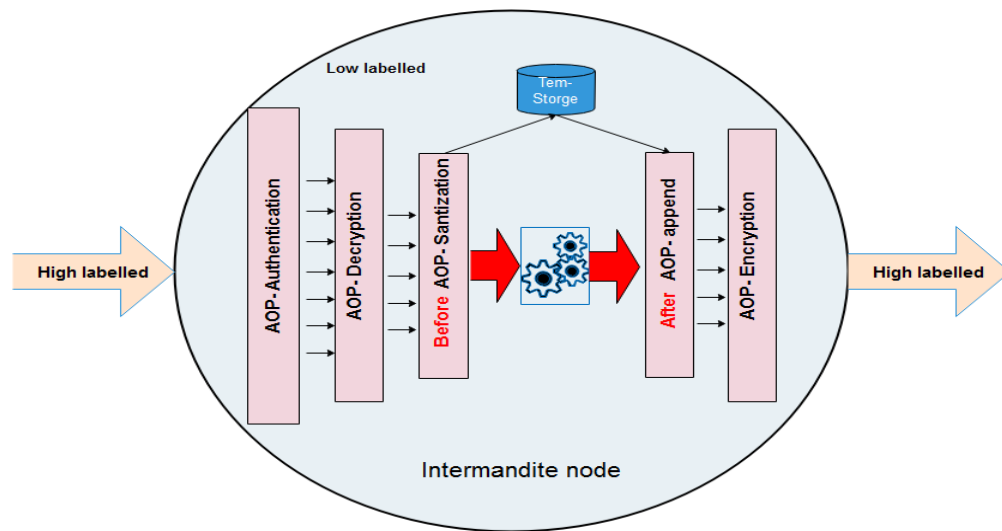 Low labelled
Tem-
Storge
High labelled
AOP- Authentication
AOP- Decryption
Before AOP- Santization
After AOP- append
AOP- Encryption
High labelled
Intermandite node